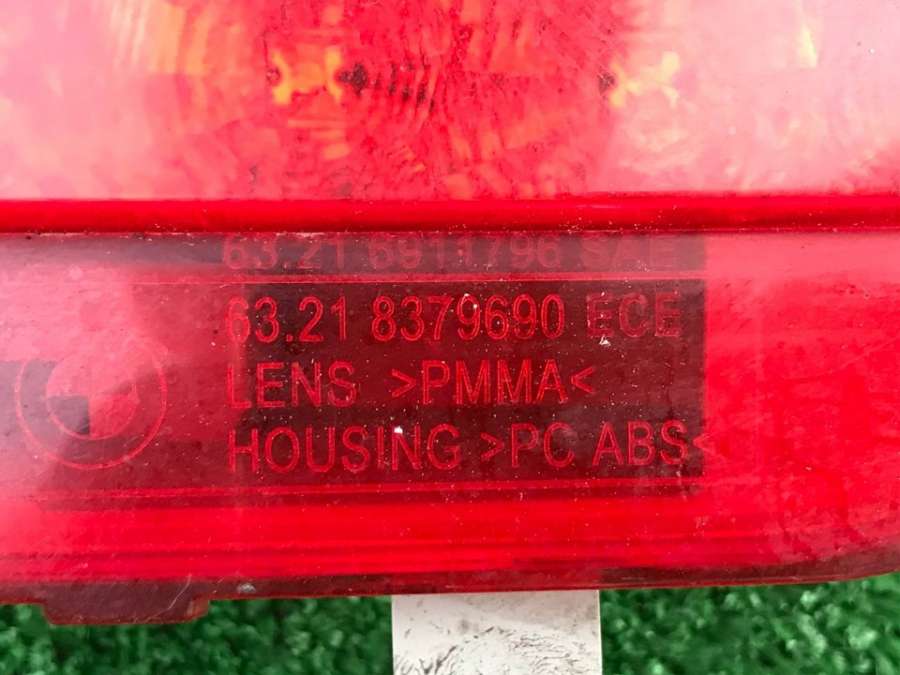 63.21 6911796 SAE
63.21 8379690 ECE
LENS >PMMA<
HOUSING >PC ABS<